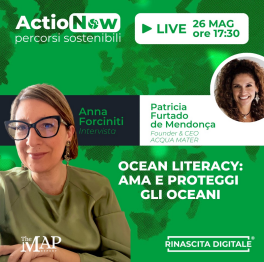 ActioNow
percorsi sostenibili
LIVE
26 MAG
ore 17:30
Anna
Forciniti
Intervista
Patricia
Furtado
de Mendonça
Founder & CEO
ACQUA MATER
OCEAN LITERACY:
AMA E PROTEGGI
GLI OCEANI
The
MAP
RINASCITA DIGITALE